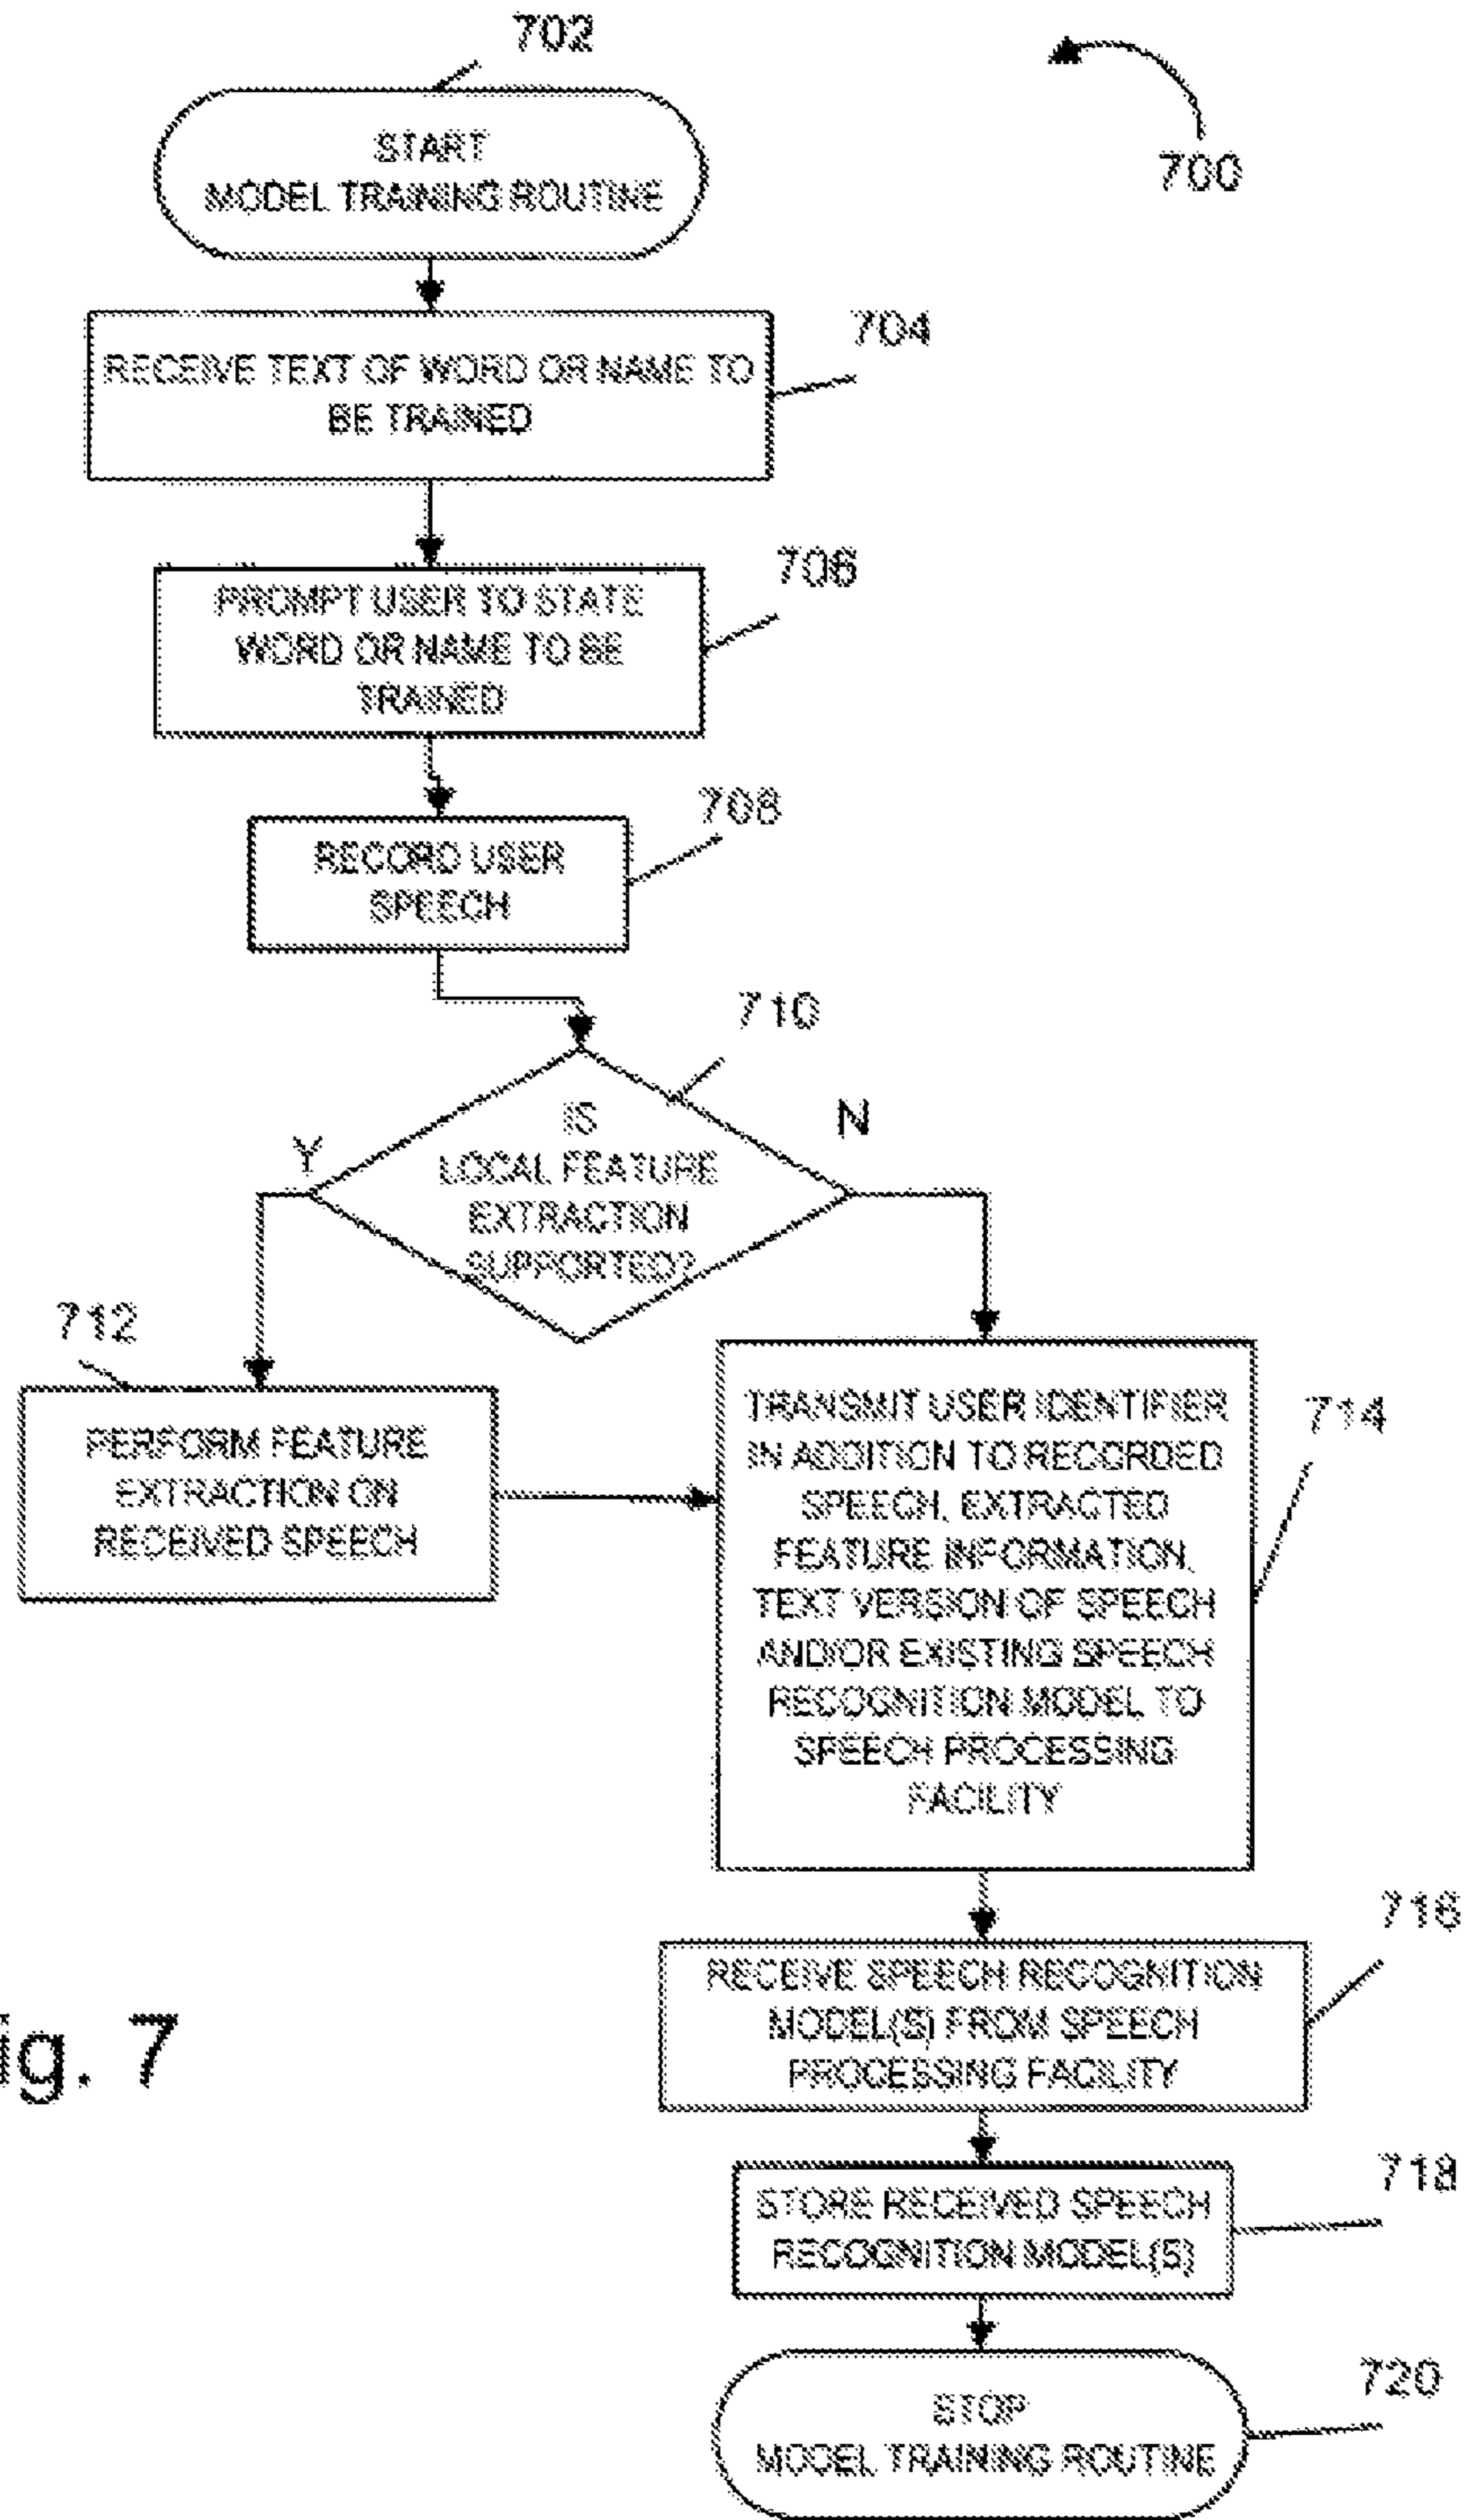 702
700
START
MODEL TRAINING ROUTINE
704
RECEIVE TEXT OF WORD OR NAME TO
BE TRAINED
706
PROMPT USER TO STATE
WORD OR NAME TO BE
TRAINED
708
RECORD USER
SPEECH
710
IS
LOCAL FEATURE
EXTRACTION
SUPPORTED?
Y
N
712
PERFORM FEATURE
EXTRACTION ON
RECEIVED SPEECH
714
TRANSMIT USER IDENTIFIER
IN ADDITION TO RECORDED
SPEECH, EXTRACTED
FEATURE INFORMATION,
TEXT VERSION OF SPEECH
AND/OR EXISTING SPEECH
RECOGNITION MODEL TO
SPEECH PROCESSING
FACILITY
716
RECEIVE SPEECH RECOGNITION
MODEL(S) FROM SPEECH
PROCESSING FACILITY
ig. 7
718
STORE RECEIVED SPEECH
RECOGNITION MODEL(S)
720
STOP
MODEL TRAINING ROUTINE